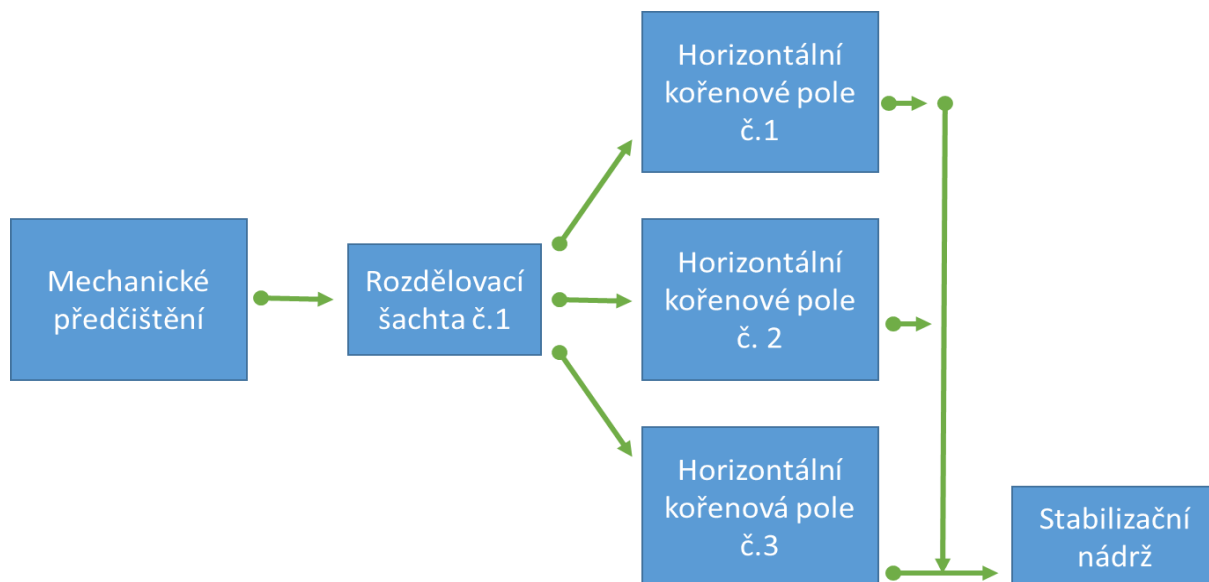 Mechanické
předčištění
Rozdělovací
šachta č.1
Horizontální
kořenové pole
č.1
Horizontální
kořenové pole
č. 2
Horizontální
kořenová pole
č.3
Stabilizační
nádrž